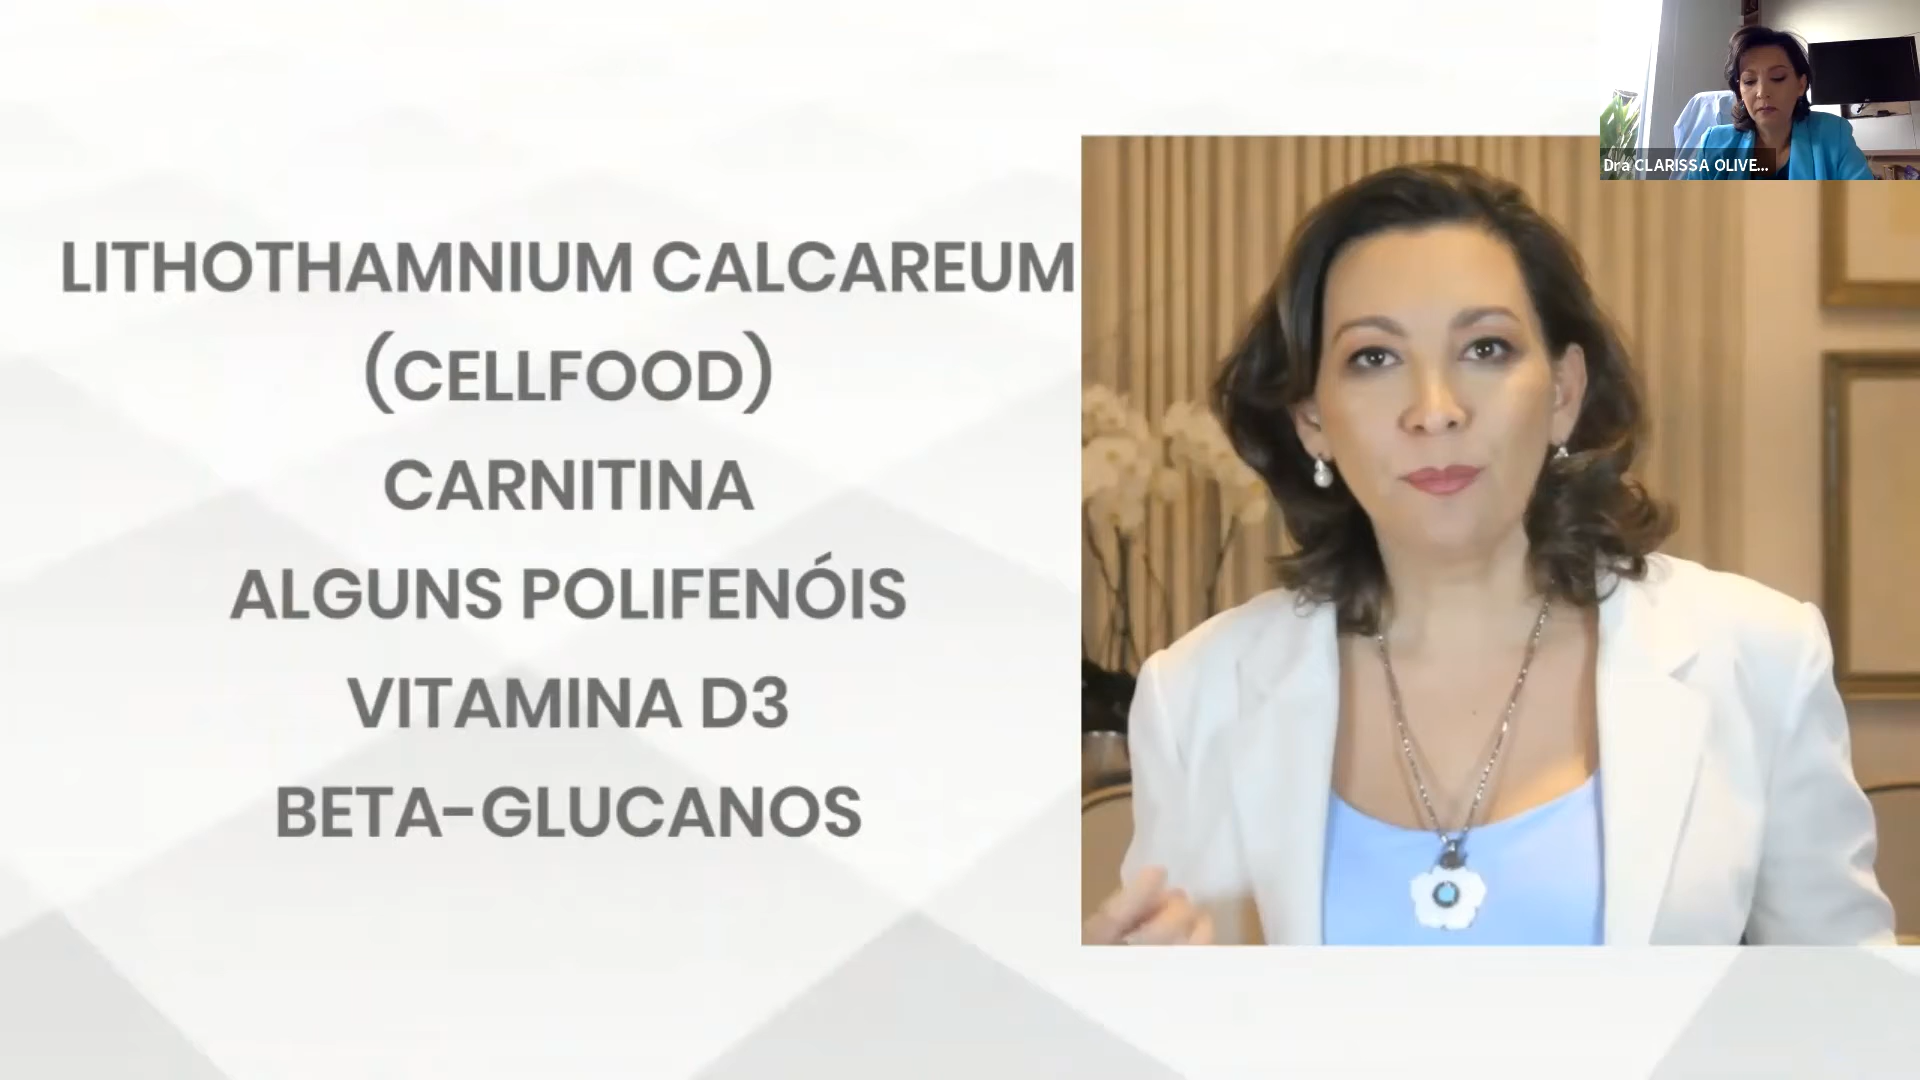 LITHOTHAMNIUM CALCAREUM
(CELLFOOD)
CARNITINA
ALGUNS POLIFENÓIS
VITAMINA D3
BETA-GLUCANOS
Dra CLARISSA OLIVE...